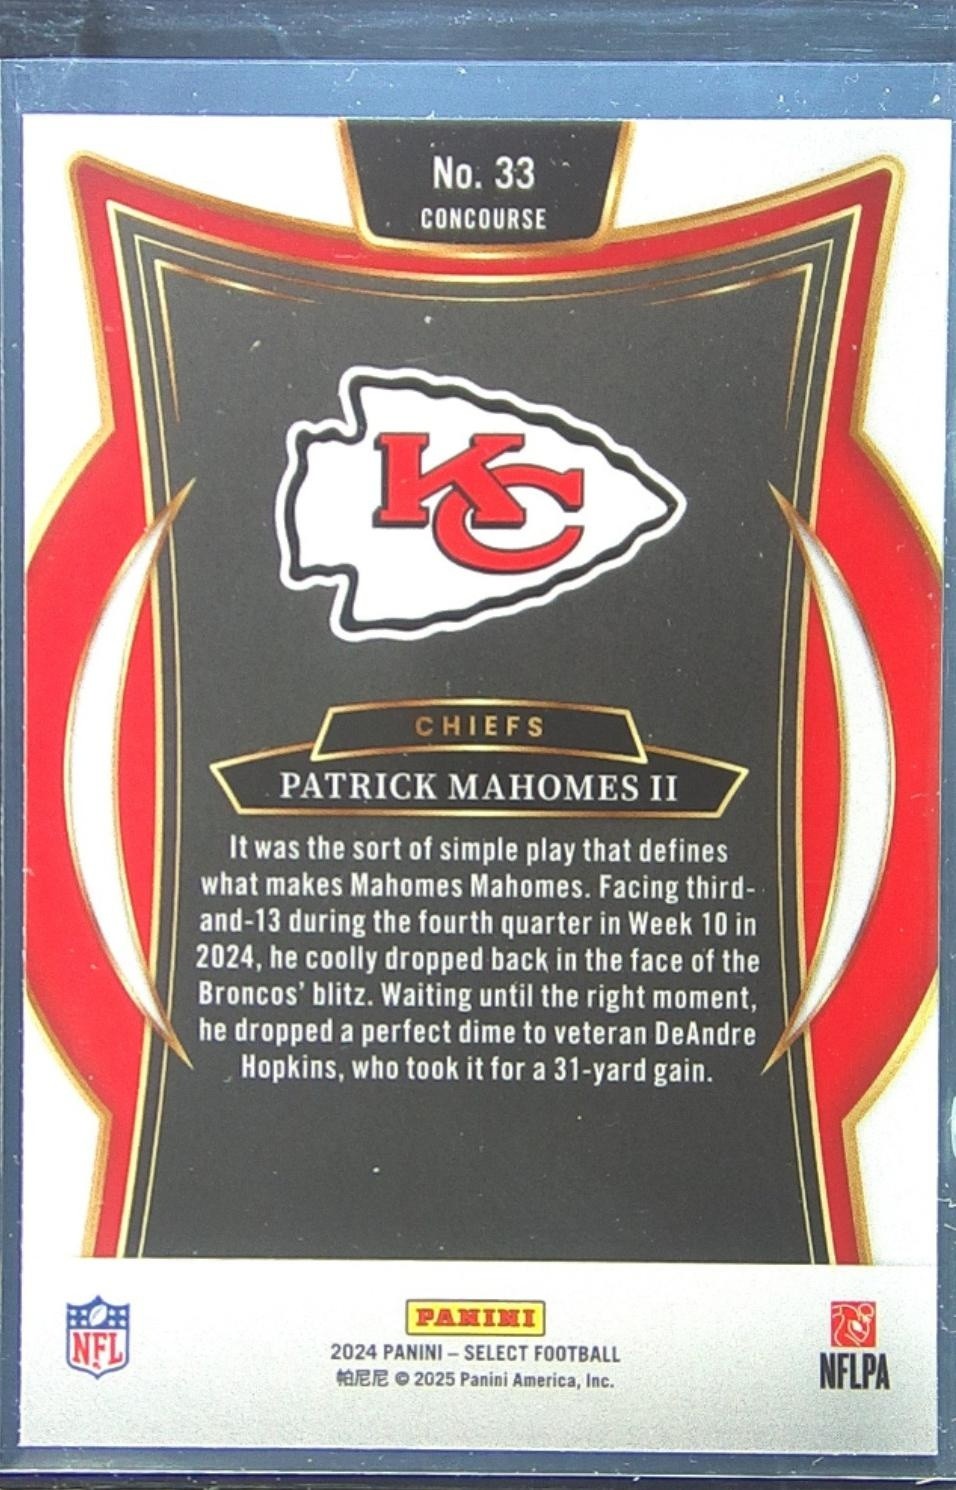 No. 33
CONCOURSE
KC
CHIEFS
PATRICK MAHOMES II
It was the sort of simple play that defines
what makes Mahomes Mahomes. Facing third-
and-13 during the fourth quarter in Week 10 in
2024, he coolly dropped back in the face of the
Broncos' blitz. Waiting until the right moment,
he dropped a perfect dime to veteran DeAndre
Hopkins, who took it for a 31-yard gain.
NFL
PANINI
2024 PANINI – SELECT FOOTBALL
帕尼尼 © 2025 Panini America, Inc.
NFLPA